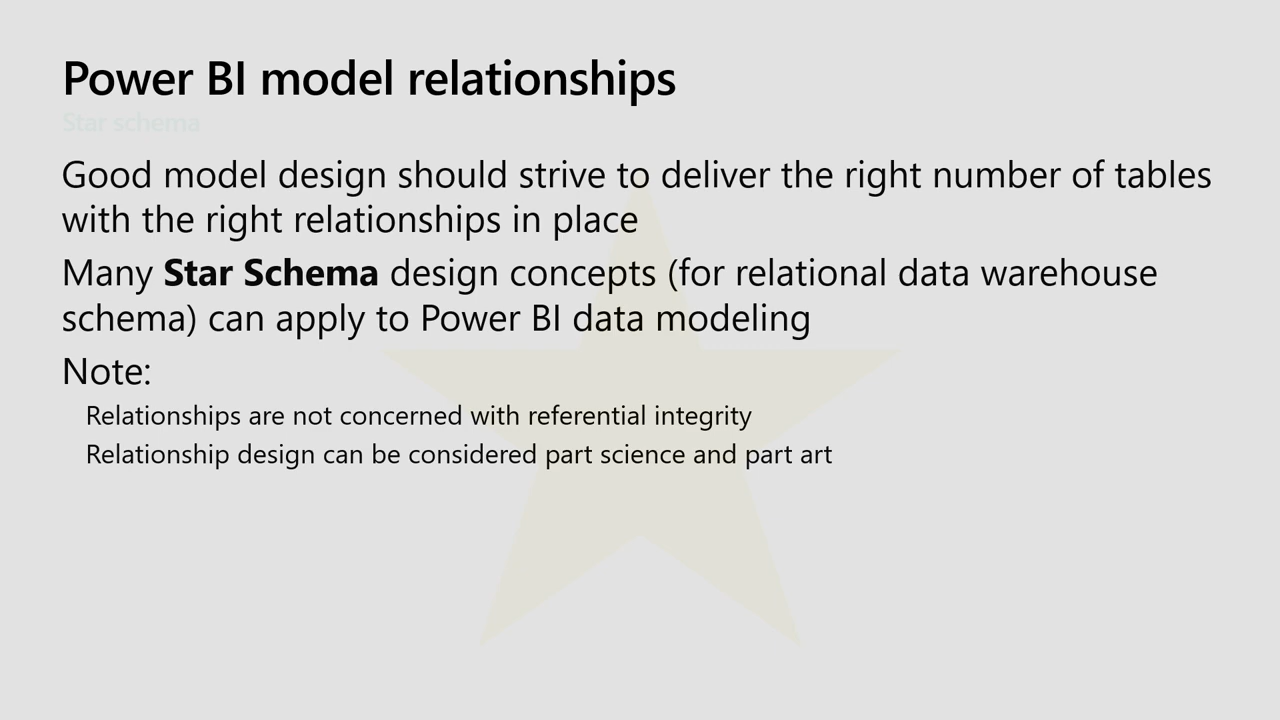 Power BI model relationships
Star schema
Good model design should strive to deliver the right number of tables
with the right relationships in place
Many Star Schema design concepts (for relational data warehouse
schema) can apply to Power BI data modeling
Note:
Relationships are not concerned with referential integrity
Relationship design can be considered part science and part art